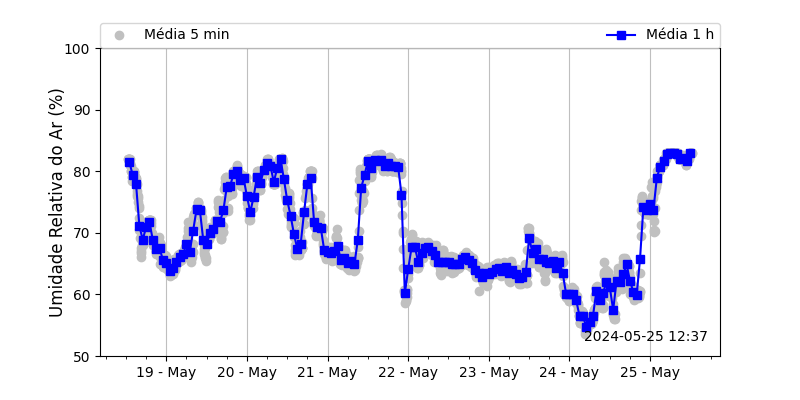 Média 5 min
Média 1 h
Umidade Relativa do Ar (%)
100
90
80
70
60
50
2024-05-25 12:37
19 - May
20 - May
21 - May
22 - May
23 - May
24 - May
25 - May